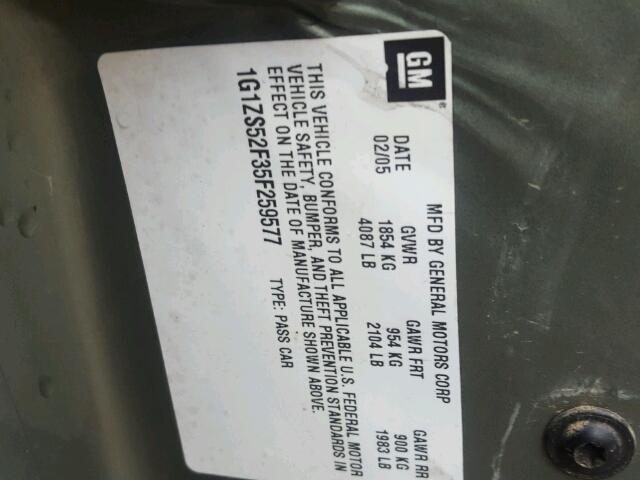 GM
®
MFD BY GENERAL MOTORS CORP
DATE GVWR GAWR FRT GAWR RR
02/05 1854 KG 954 KG 900 KG
4087 LB 2104 LB 1983 LB
THIS VEHICLE CONFORMS TO ALL APPLICABLE U.S. FEDERAL MOTOR
VEHICLE SAFETY, BUMPER, AND THEFT PREVENTION STANDARDS IN
EFFECT ON THE DATE OF MANUFACTURE SHOWN ABOVE.
1G1ZS52F35F259577 TYPE: PASS CAR